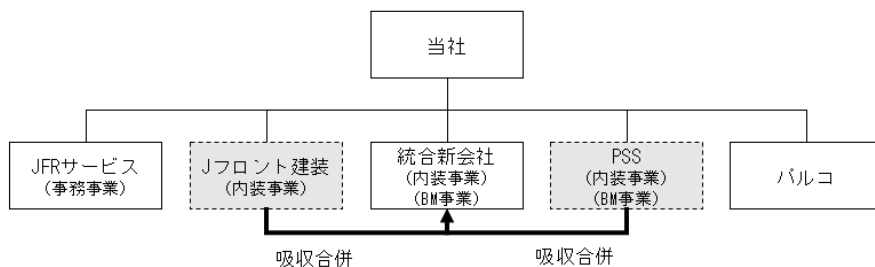 当社
JFRサービス
(事務事業)
Jフロント建装
(内装事業)
統合新会社
(内装事業)
(BM事業)
PSS
(内装事業)
(BM事業)
パルコ
吸収合併
吸収合併